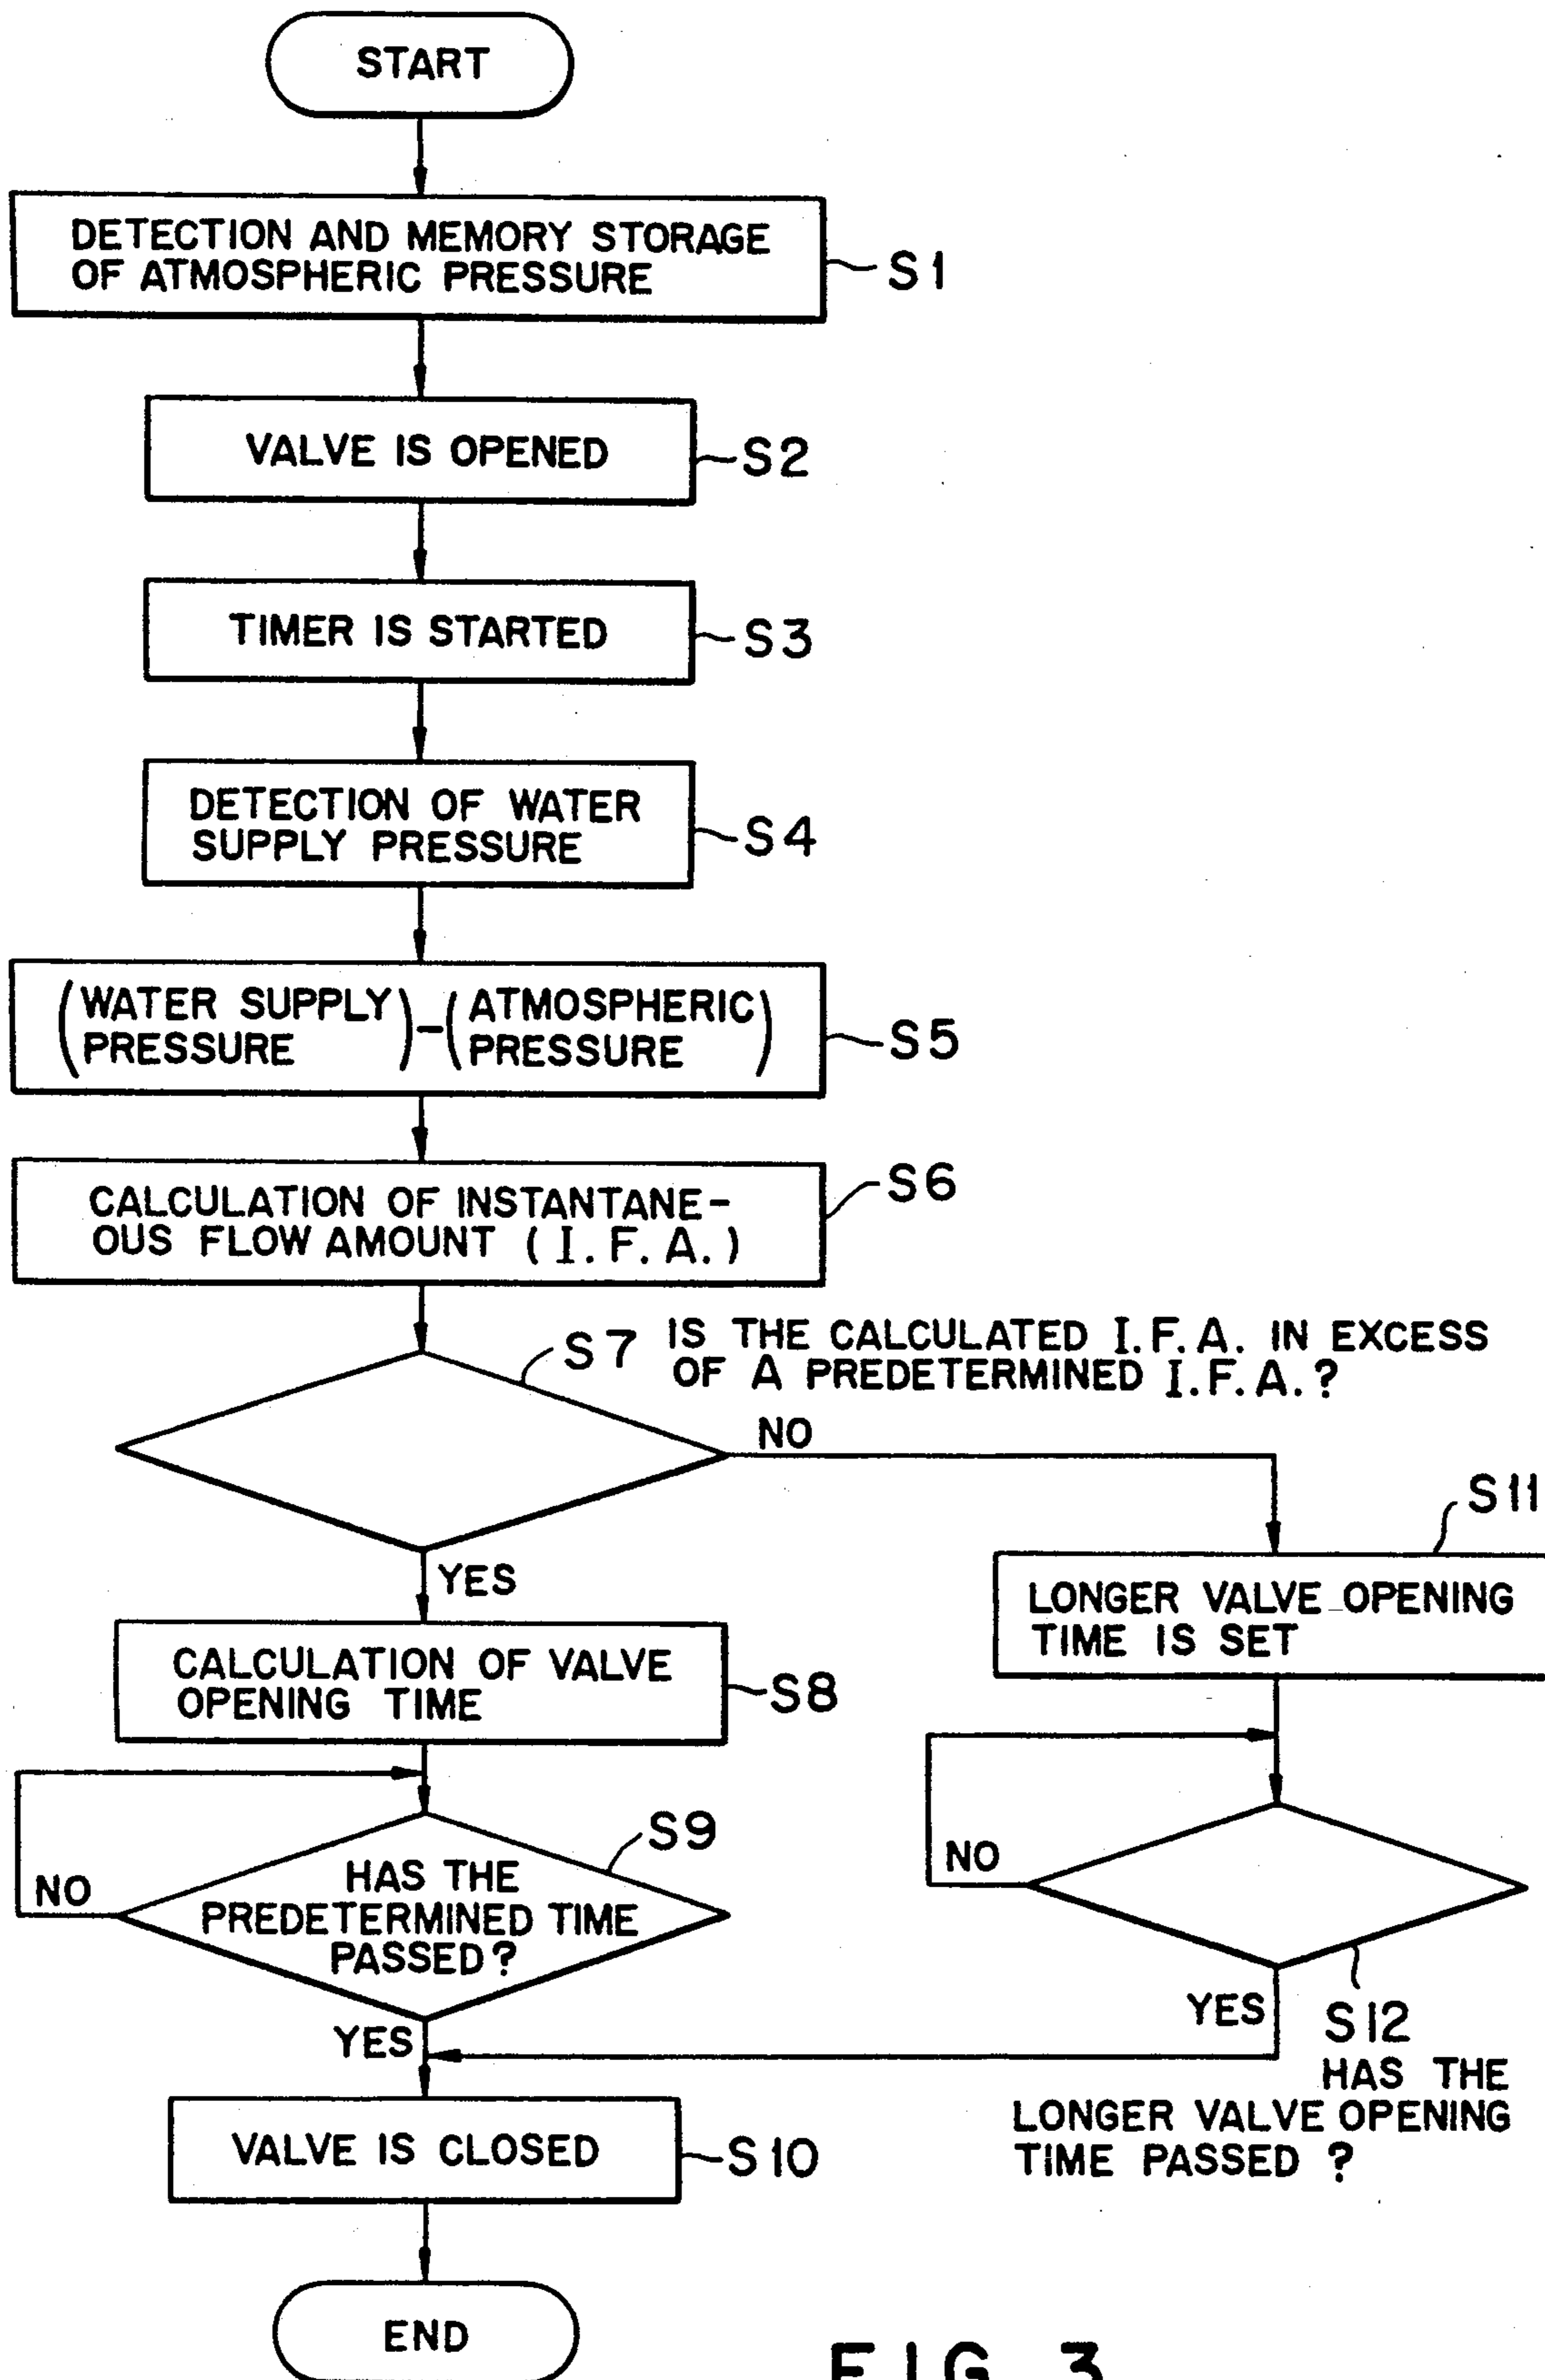 START
DETECTION AND MEMORY STORAGE
OF ATMOSPHERIC PRESSURE
S1
VALVE IS OPENED
S2
TIMER IS STARTED
S3
DETECTION OF WATER
SUPPLY PRESSURE
S4
(WATER SUPPLY PRESSURE) - (ATMOSPHERIC PRESSURE)
S5
CALCULATION OF INSTANTANE-
OUS FLOW AMOUNT (I.F.A.)
S6
S7 IS THE CALCULATED I.F.A. IN EXCESS
OF A PREDETERMINED I.F.A.?
NO
YES
CALCULATION OF VALVE
OPENING TIME
S8
S11
LONGER VALVE OPENING
TIME IS SET
HAS THE
PREDETERMINED TIME
PASSED?
S9
NO
YES
NO
YES
S12
HAS THE
LONGER VALVE OPENING
TIME PASSED ?
VALVE IS CLOSED
S10
END
FIG. 3